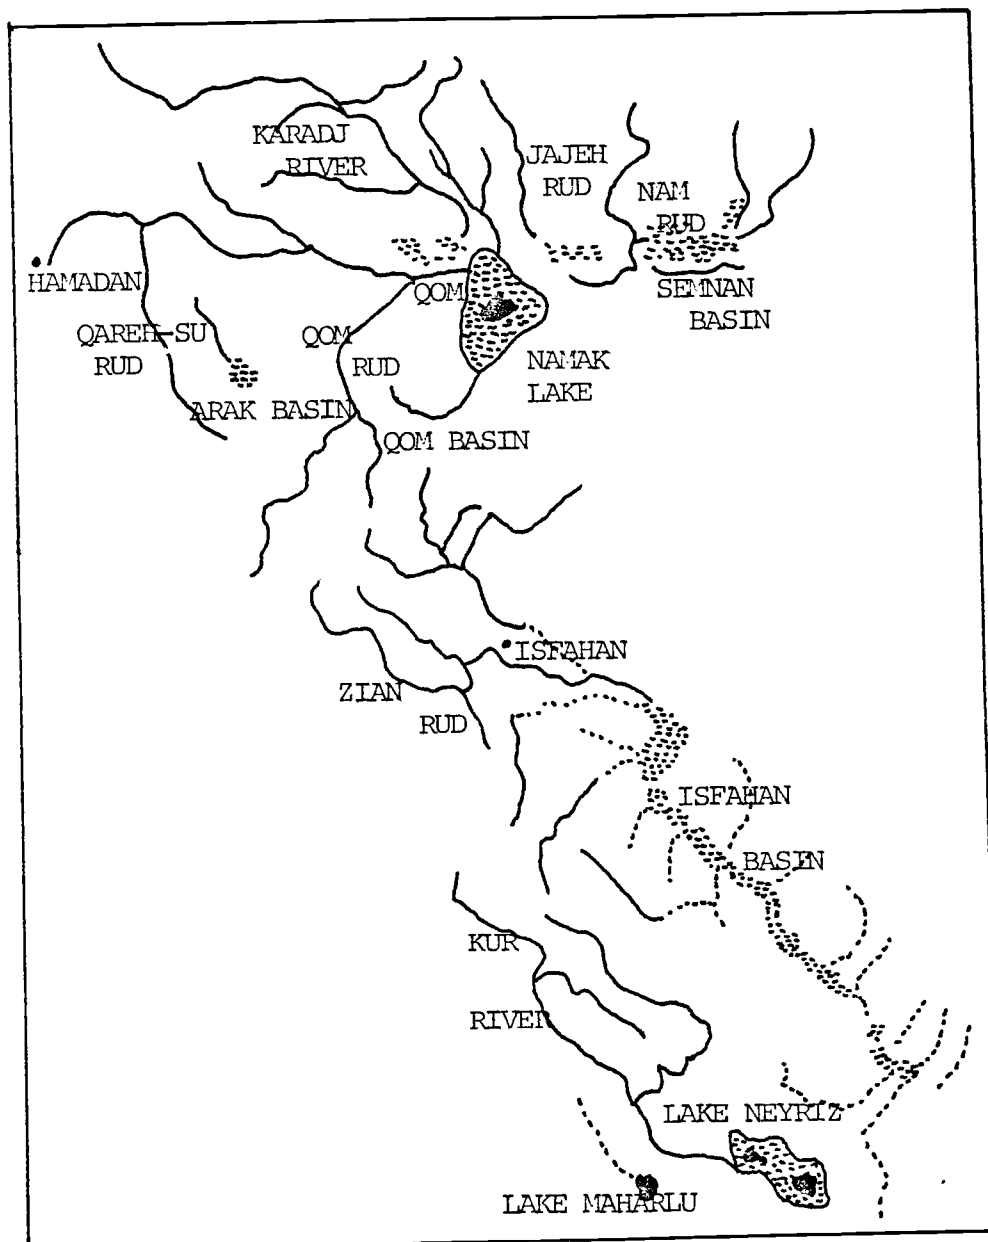 KARADJ
RIVER
JAJEH
RUD
NAM
RUD
HAMADAN
QOM
SEMNAN
BASIN
QAREH-SU
RUD
QOM
RUD
NAMAK
LAKE
ARAK BASIN
QOM BASIN
ISFAHAN
ZIAN
RUD
ISFAHAN
BASIN
KUR
RIVER
LAKE NEYRIZ
LAKE MAHARLU